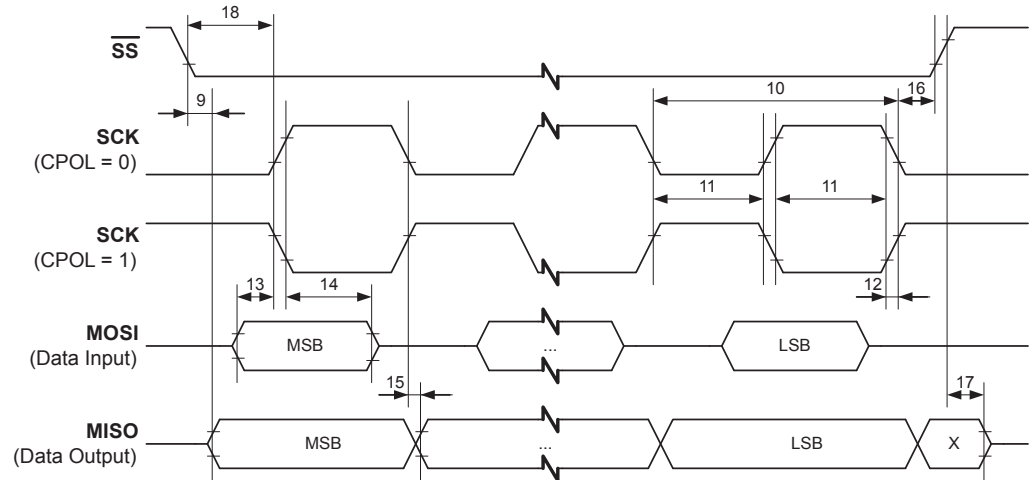 18
SS
9
10
16
SCK
(CPOL = 0)
11
11
SCK
(CPOL = 1)
13
14
12
MOSI
(Data Input)
MSB
...
LSB
15
17
MISO
(Data Output)
MSB
...
LSB
X